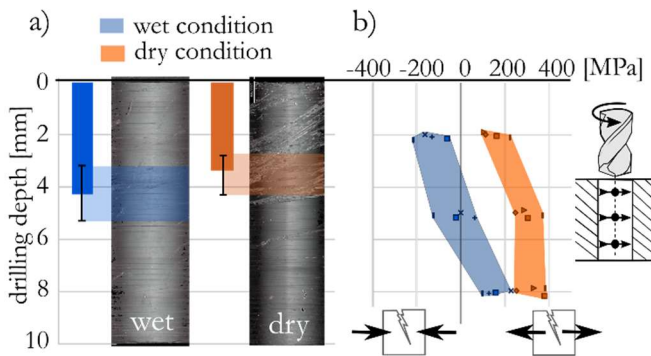 a)
wet condition
dry condition
b)
-400
-200
0
200
400
[MPa]
drilling depth [mm]
0
2
4
6
8
10
wet
dry